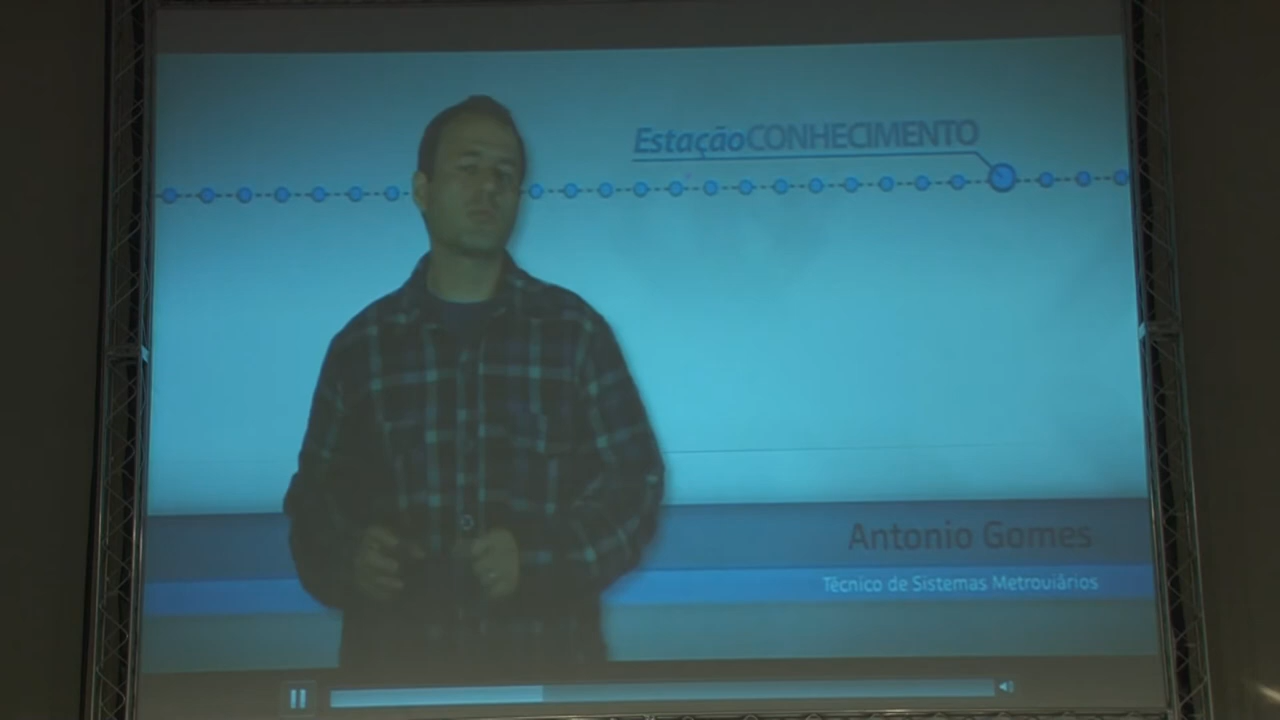 EstaçãoCONHECIMENTO
Antonio Gomes
Técnico de Sistemas Metroviários